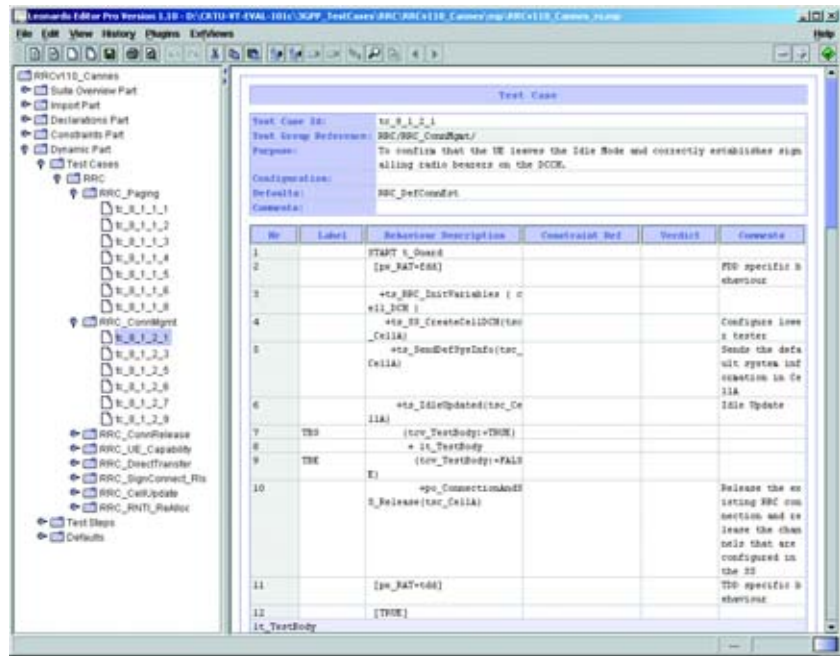 Leonardo Editor Pro Version 1.10 - D:\CRTU-VT-EVAL-101c\3GPP_TestCases\RRC\RRCv110_Cannes\mp\RRCv110_Cannes_rs.mp
File Edit View History Plugins ExtViews Help
RRCv110_Cannes
Suite Overview Part
Import Part
Declarations Part
Constraints Part
Dynamic Part
Test Cases
RRC
RRC_Paging
tc_8_1_1_1
tc_8_1_1_2
tc_8_1_1_3
tc_8_1_1_4
tc_8_1_1_5
tc_8_1_1_6
tc_8_1_1_8
RRC_ConnMgmt
tc_8_1_2_1
tc_8_1_2_3
tc_8_1_2_5
tc_8_1_2_6
tc_8_1_2_7
tc_8_1_2_9
RRC_ConnRelease
RRC_UE_Capability
RRC_DirectTransfer
RRC_SignConnect_Rls
RRC_CellUpdate
RRC_RNTI_ReAlloc
Test Steps
Defaults
Test Case
Test Case Id: tc_8_1_2_1
Test Group Reference: RRC/RRC_ConnMgmt/
Purpose: To confirm that the UE leaves the Idle Mode and correctly establishes sign
alling radio bearers on the DCCH.
Configuration:
Defaults: RRC_DefConnEst
Comments:
Nr Label Behaviour Description Constraint Ref Verdict Comments
1 START t_Guard
2 [px_RAT=fdd] FDD specific b
ehaviour
3 +ts_RRC_InitVariables ( c
ell_DCH )
4 +ts_SS_CreateCellDCH(tsc Configure lowe
_CellA) r tester
5 +ts_SendDefSysInfo(tsc_ Sends the defa
CellA) ult system inf
ormation in Ce
llA
6 +ts_IdleUpdated(tsc_Ce Idle Update
llA)
7 TBS (tcv_TestBody:=TRUE)
8 + lt_TestBody
9 TBE (tcv_TestBody:=FALS
E)
10 +po_ConnectionAndS Release the ex
S_Release(tsc_CellA) isting RRC con
nection and re
lease the chan
nels that are
configured in
the SS
11 [px_RAT=tdd] TDD specific b
ehaviour
12 [TRUE]
lt_TestBody